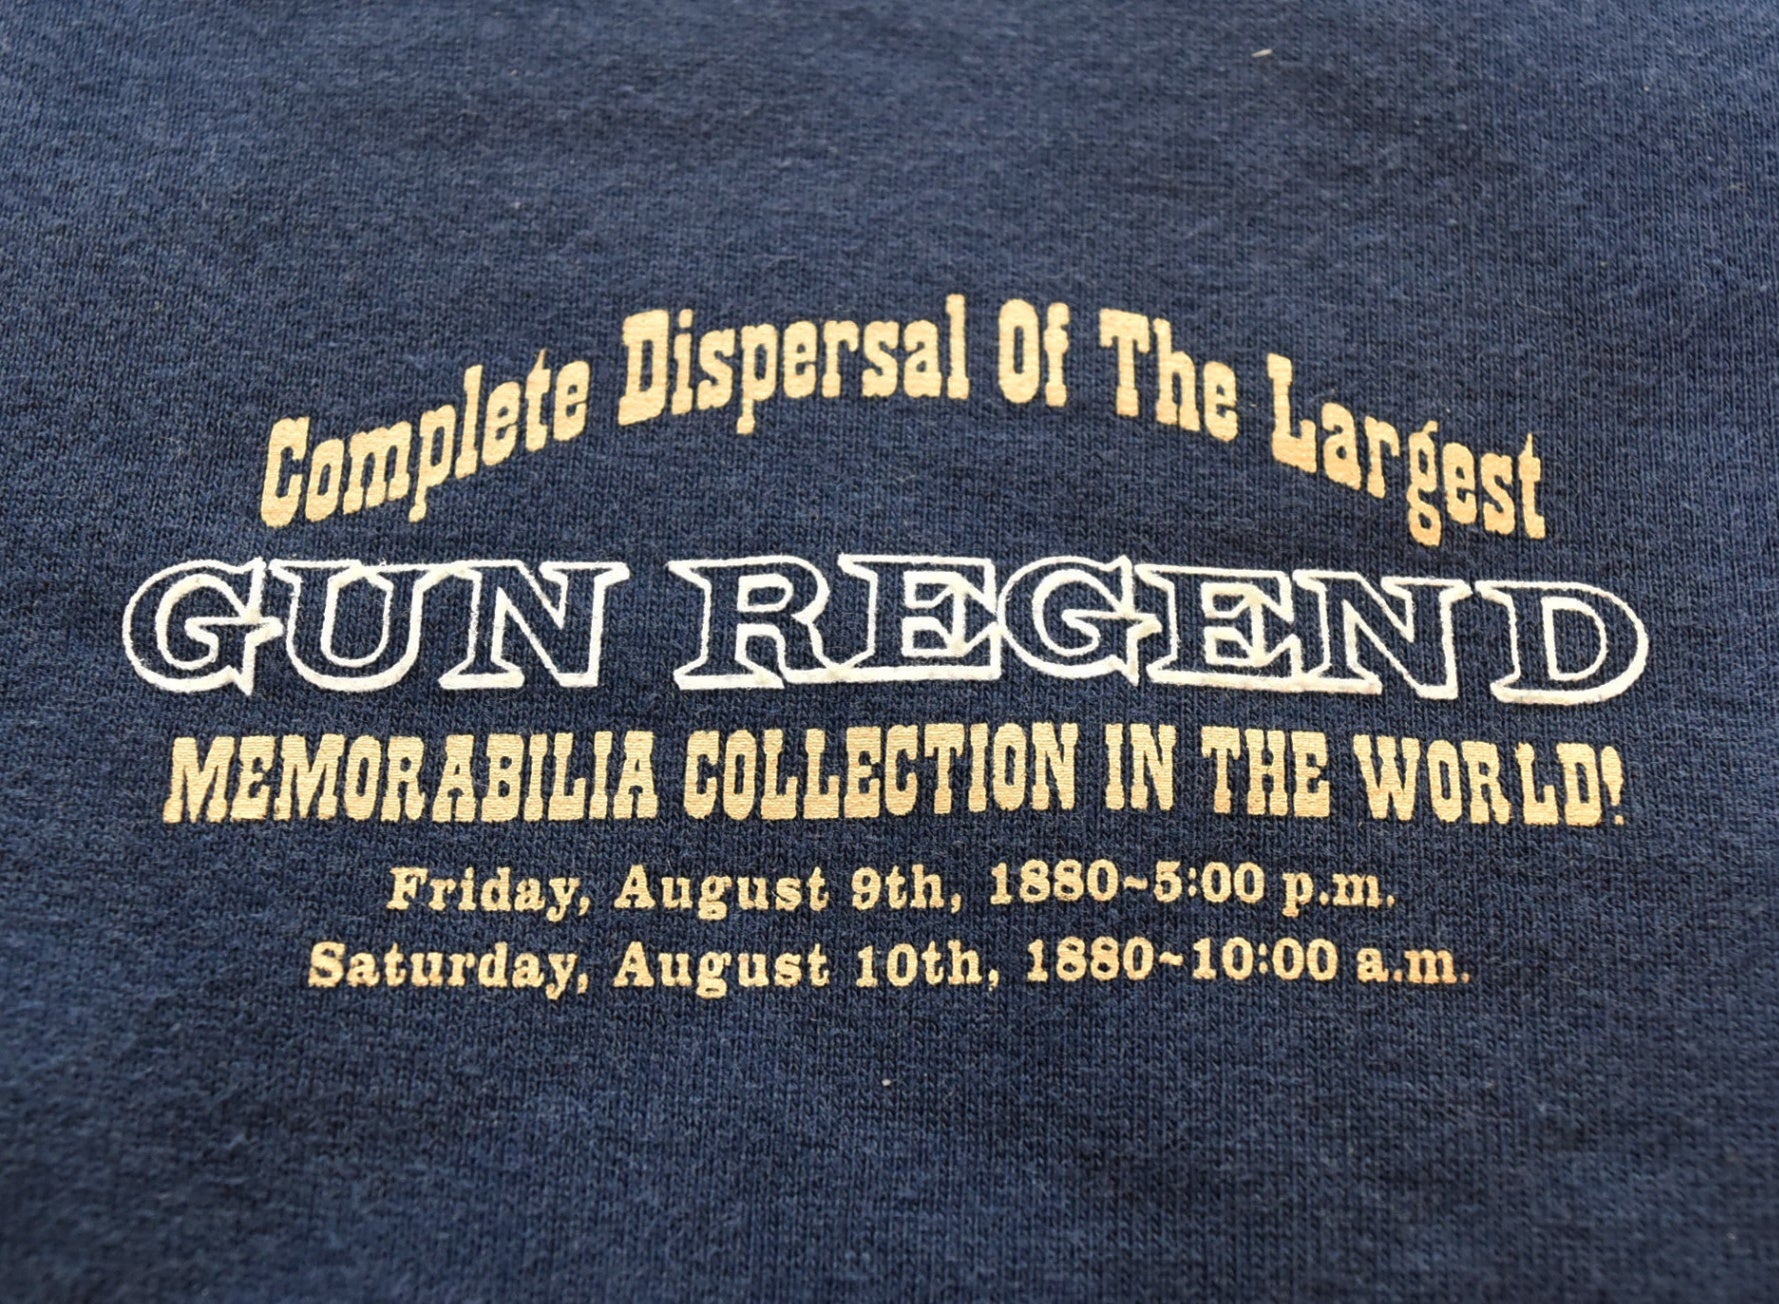 Complete Dispersal Of The Largest
GUN REGEND
MEMORABILIA COLLECTION IN THE WORLD!
Friday, August 9th, 1880~5:00 p.m.
Saturday, August 10th, 1880~10:00 a.m.